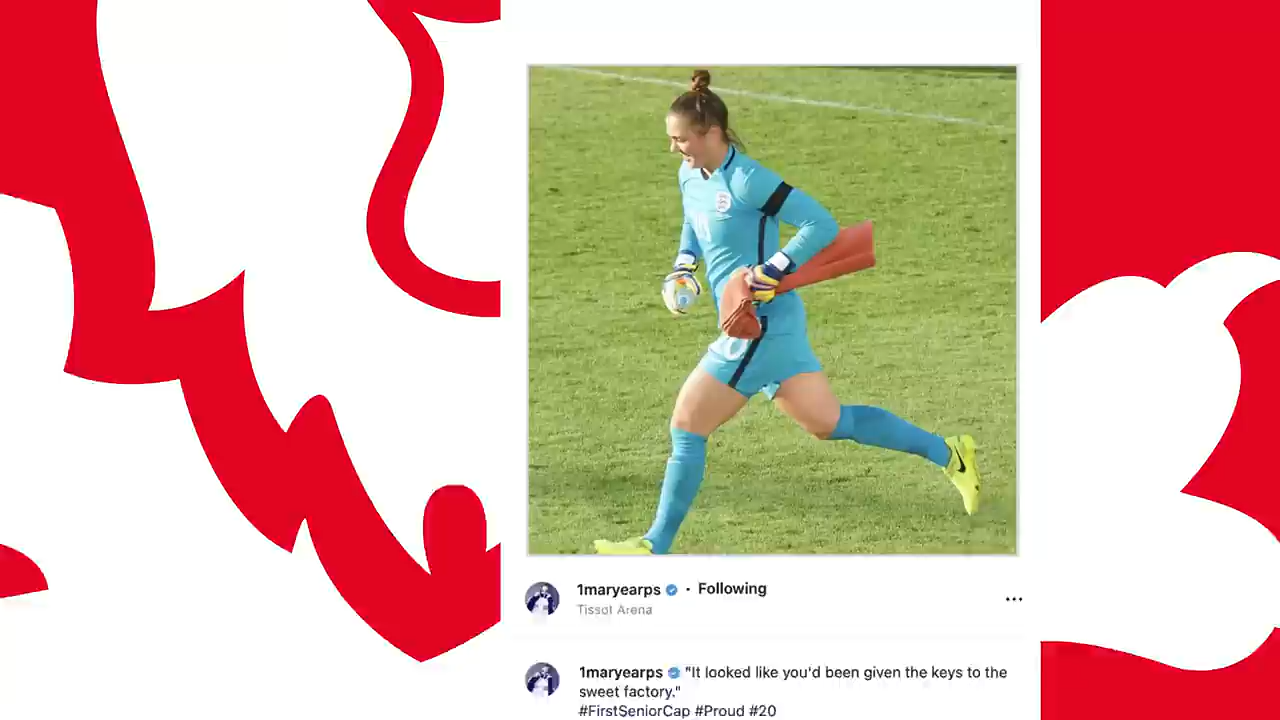 1maryearps · Following
Tissot Arena
1maryearps "It looked like you'd been given the keys to the
sweet factory."
#FirstSeniorCap #Proud #20